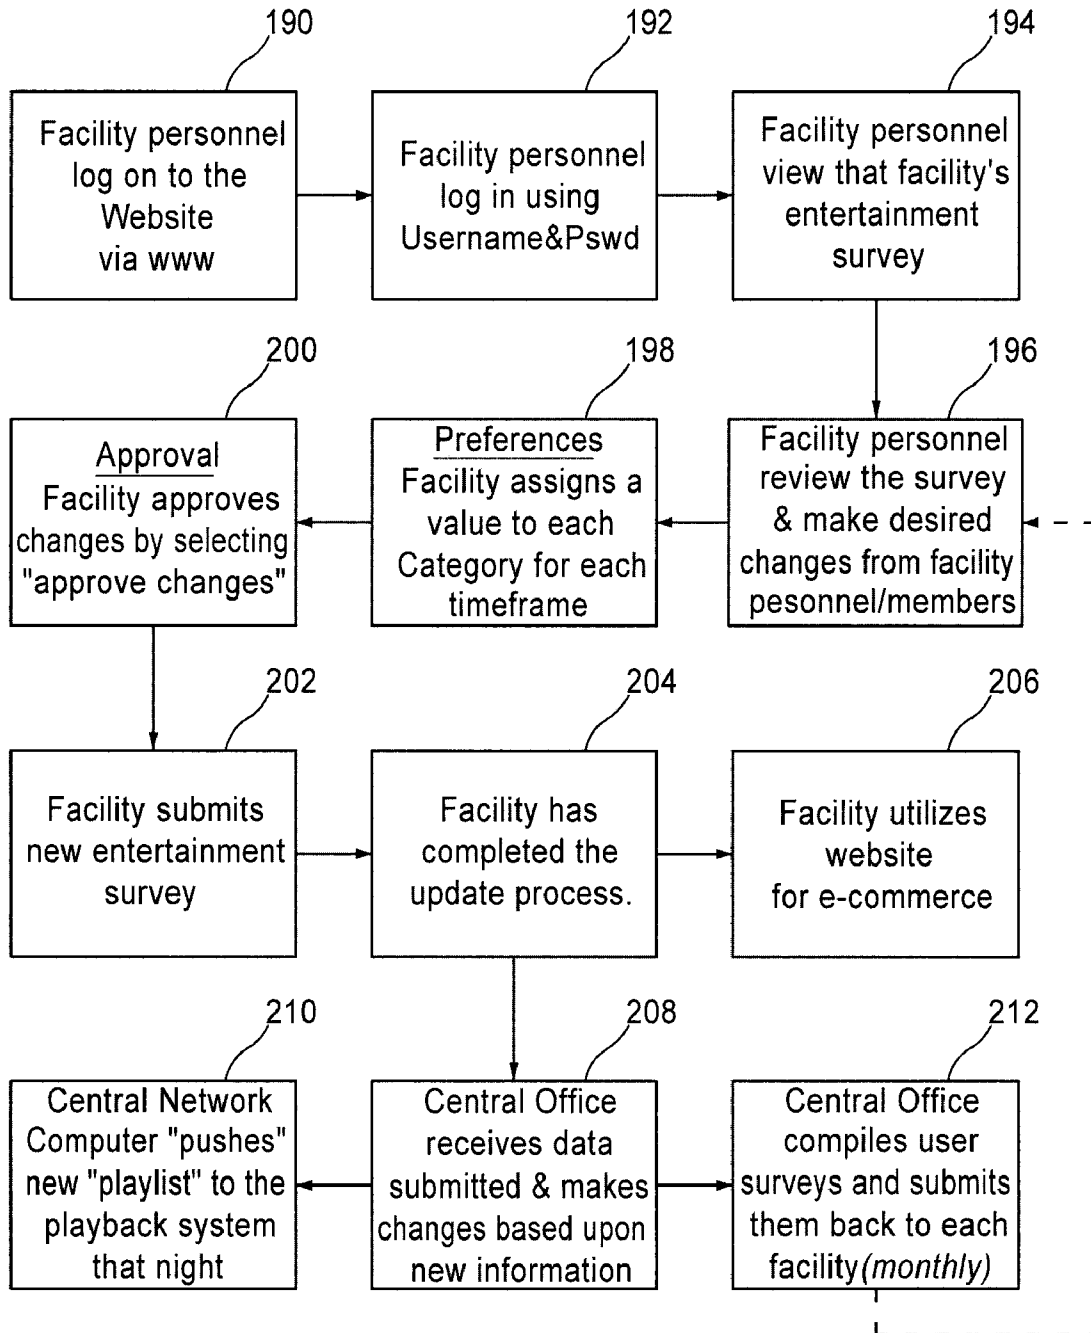 190
Facility personnel
log on to the
Website
via www
192
Facility personnel
log in using
Username&Pswd
194
Facility personnel
view that facility's
entertainment
survey
200
Approval
Facility approves
changes by selecting
"approve changes"
198
Preferences
Facility assigns a
value to each
Category for each
timeframe
196
Facility personnel
review the survey
& make desired
changes from facility
pesonnel/members
202
Facility submits
new entertainment
survey
204
Facility has
completed the
update process.
206
Facility utilizes
website
for e-commerce
210
Central Network
Computer "pushes"
new "playlist" to the
playback system
that night
208
Central Office
receives data
submitted & makes
changes based upon
new information
212
Central Office
compiles user
surveys and submits
them back to each
facility(monthly)